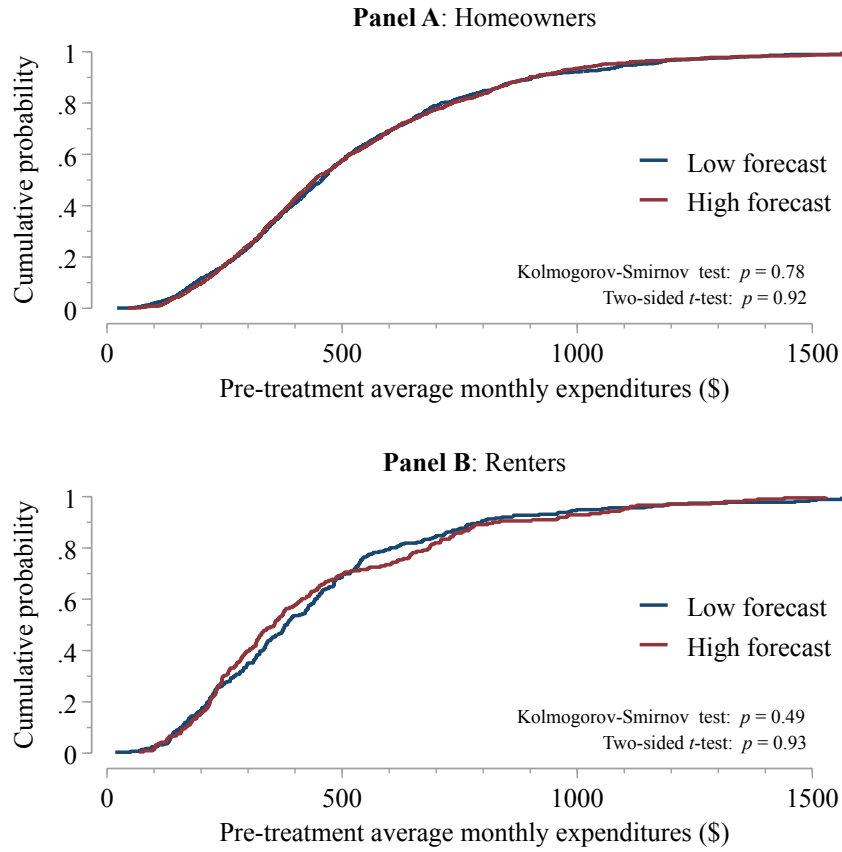 Panel A: Homeowners
Cumulative probability
1
.8
.6
.4
.2
0
Low forecast
High forecast
Kolmogorov-Smirnov test: p = 0.78
Two-sided t-test: p = 0.92
0 500 1000 1500
Pre-treatment average monthly expenditures ($)
Panel B: Renters
Cumulative probability
1
.8
.6
.4
.2
0
Low forecast
High forecast
Kolmogorov-Smirnov test: p = 0.49
Two-sided t-test: p = 0.93
0 500 1000 1500
Pre-treatment average monthly expenditures ($)